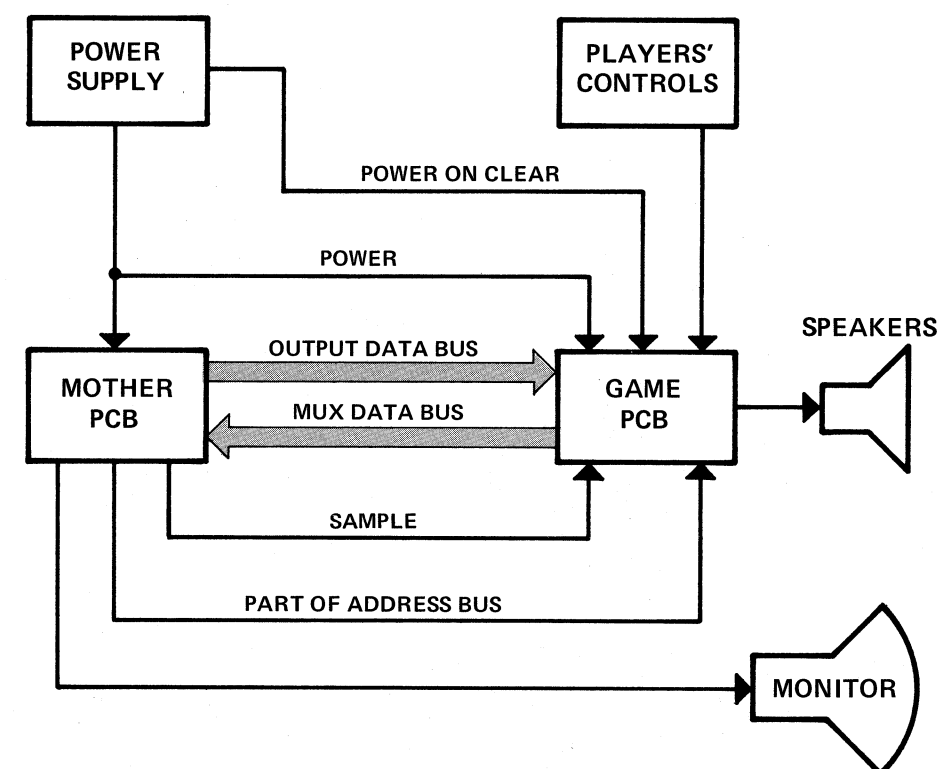 POWER
SUPPLY
PLAYERS'
CONTROLS
POWER ON CLEAR
POWER
SPEAKERS
OUTPUT DATA BUS
MOTHER
PCB
GAME
PCB
MUX DATA BUS
SAMPLE
PART OF ADDRESS BUS
MONITOR